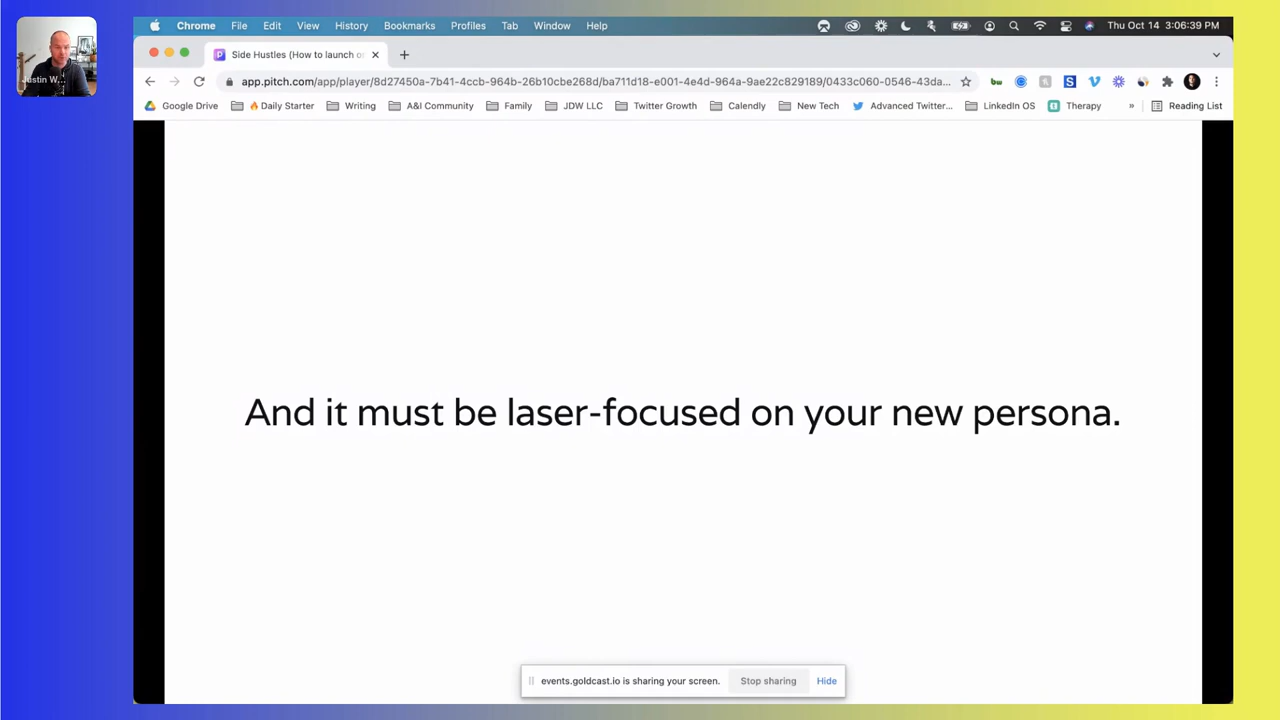 Chrome File Edit View History Bookmarks Profiles Tab Window Help Thu Oct 14 3:06:39 PM
Justin W...
Side Hustles (How to launch o
app.pitch.com/app/player/8d27450a-7b41-4ccb-964b-26b10cbe268d/ba711d18-e001-4e4d-964a-9ae22c829189/0433c060-0546-43da...
Google Drive Daily Starter Writing A&I Community Family JDW LLC Twitter Growth Calendly New Tech Advanced Twitter... LinkedIn OS Therapy » Reading List
And it must be laser-focused on your new persona.
events.goldcast.io is sharing your screen. Stop sharing Hide